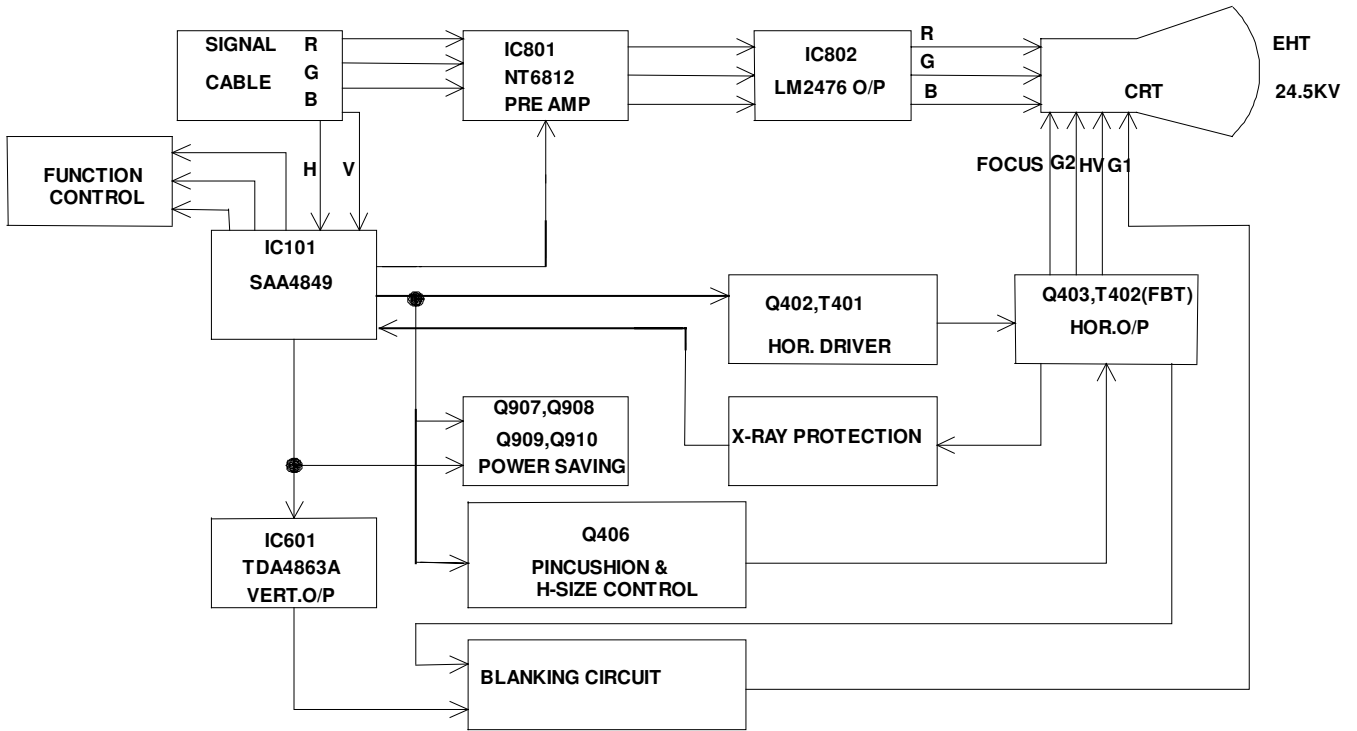 SIGNAL R
CABLE G
B
IC801
NT6812
PRE AMP
IC802
LM2476 O/P
R
G
B
CRT
EHT
24.5KV
FUNCTION
CONTROL
H V
FOCUS G2 HV G1
IC101
SAA4849
Q402,T401
HOR. DRIVER
Q403,T402(FBT)
HOR.O/P
Q907,Q908
Q909,Q910
POWER SAVING
X-RAY PROTECTION
IC601
TDA4863A
VERT.O/P
Q406
PINCUSHION &
H-SIZE CONTROL
BLANKING CIRCUIT